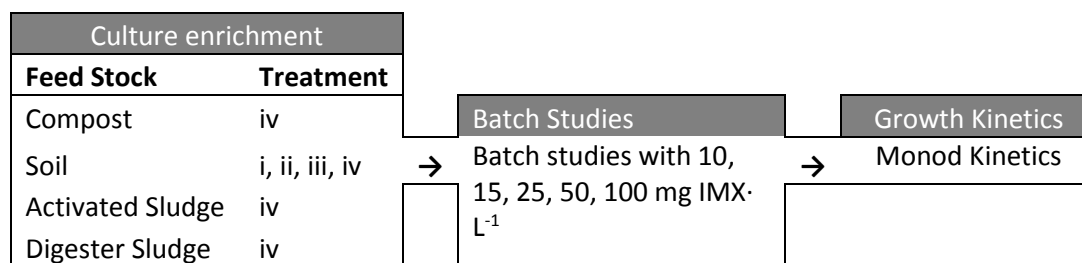 Culture enrichment
Feed Stock Treatment
Compost iv
Soil i, ii, iii, iv
Activated Sludge iv
Digester Sludge iv
→
Batch Studies
Batch studies with 10,
15, 25, 50, 100 mg IMX·
L-1
→
Growth Kinetics
Monod Kinetics